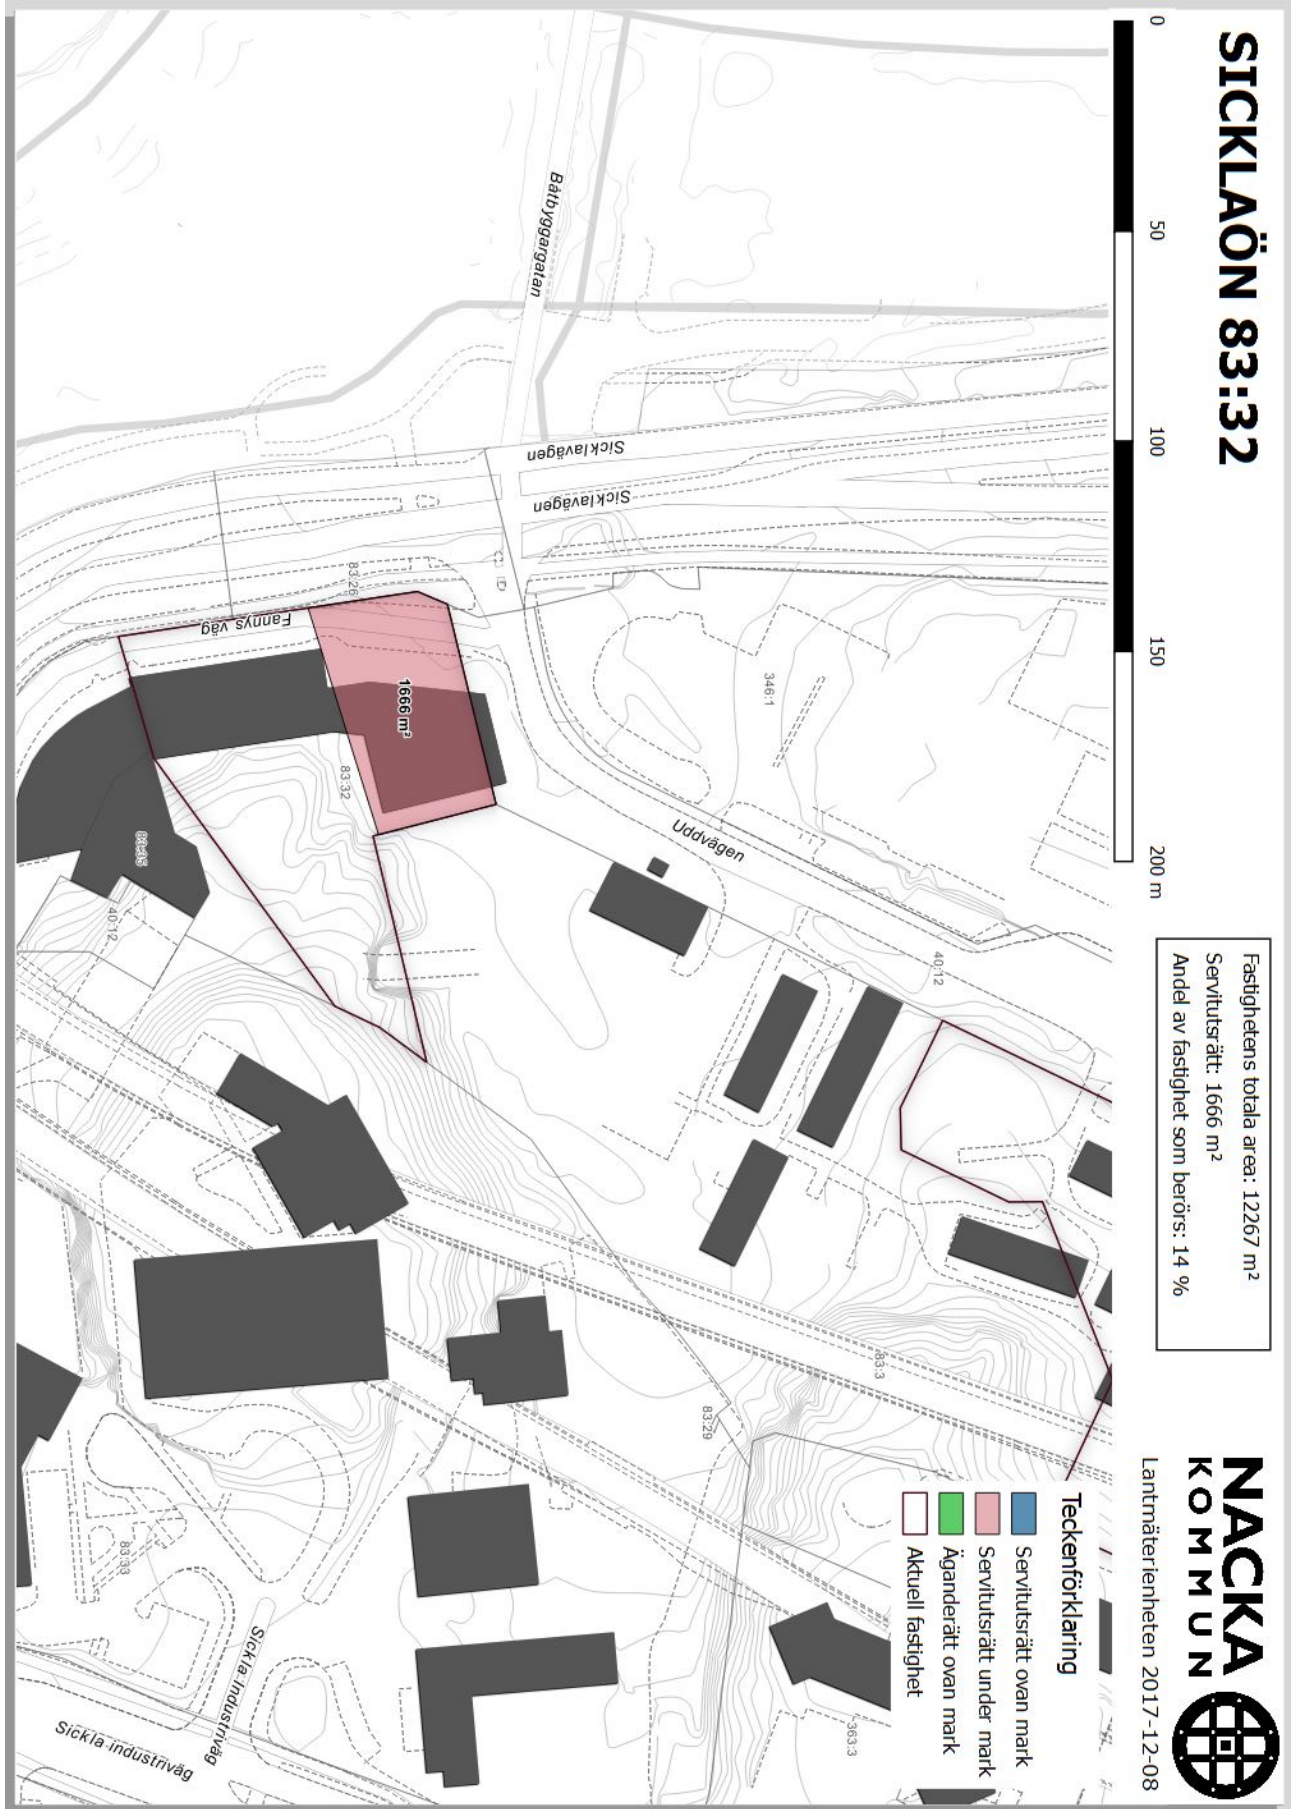 SICKLAÖN 83:32
0
50
100
150
200 m
Fastighetens totala area: 12267 m²
Servitutsrätt: 1666 m²
Andel av fastighet som berörs: 14 %
NACKA
KOMMUN
Lantmäterienheten 2017-12-08
Båtbyggargatan
Sicklavägen
Sicklavägen
83:26
Fannys väg
1666 m²
83:32
346:1
Uddvägen
83:35
40:12
40:12
83:3
83:29
83:33
363:3
Sickla Industriväg
Sickla industriväg
Teckenförklaring
Servitutsrätt ovan mark
Servitutsrätt under mark
Äganderätt ovan mark
Aktuell fastighet